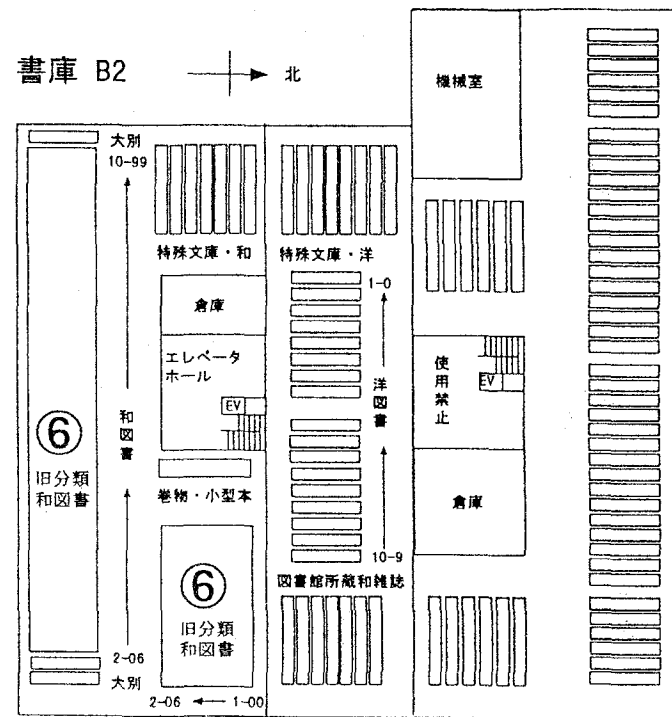 書庫 B2
北
機械室
大別
10-99
特殊文庫・和
特殊文庫・洋
1-0
倉庫
エレベータ
ホール
EV
洋図書
使用禁止
EV
和図書
⑥
旧分類
和図書
巻物・小型本
倉庫
10-9
図書館所蔵和雑誌
⑥
旧分類
和図書
2-06
大別
2-06
1-00